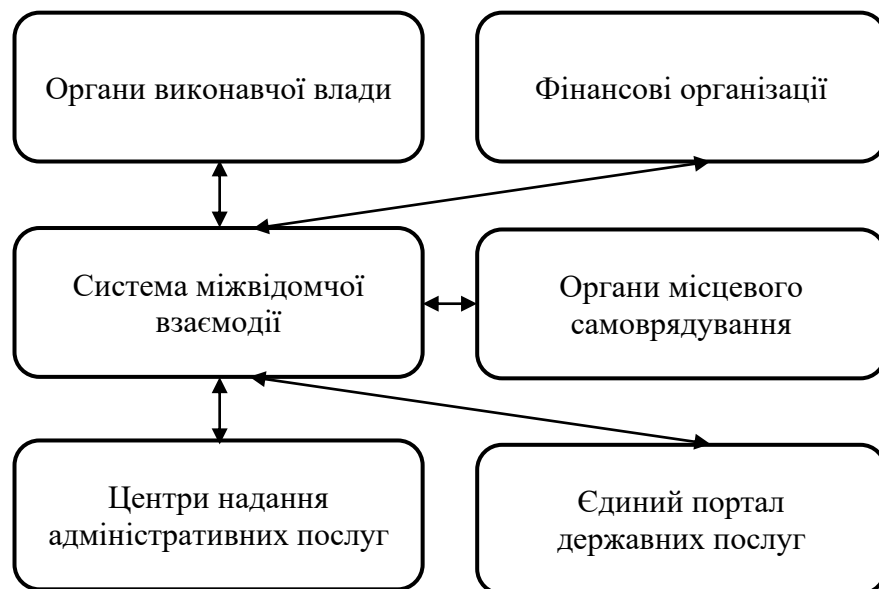 Органи виконавчої влади
Фінансові організації
Система міжвідомчої
взаємодії
Органи місцевого
самоврядування
Центри надання
адміністративних послуг
Єдиний портал
державних послуг